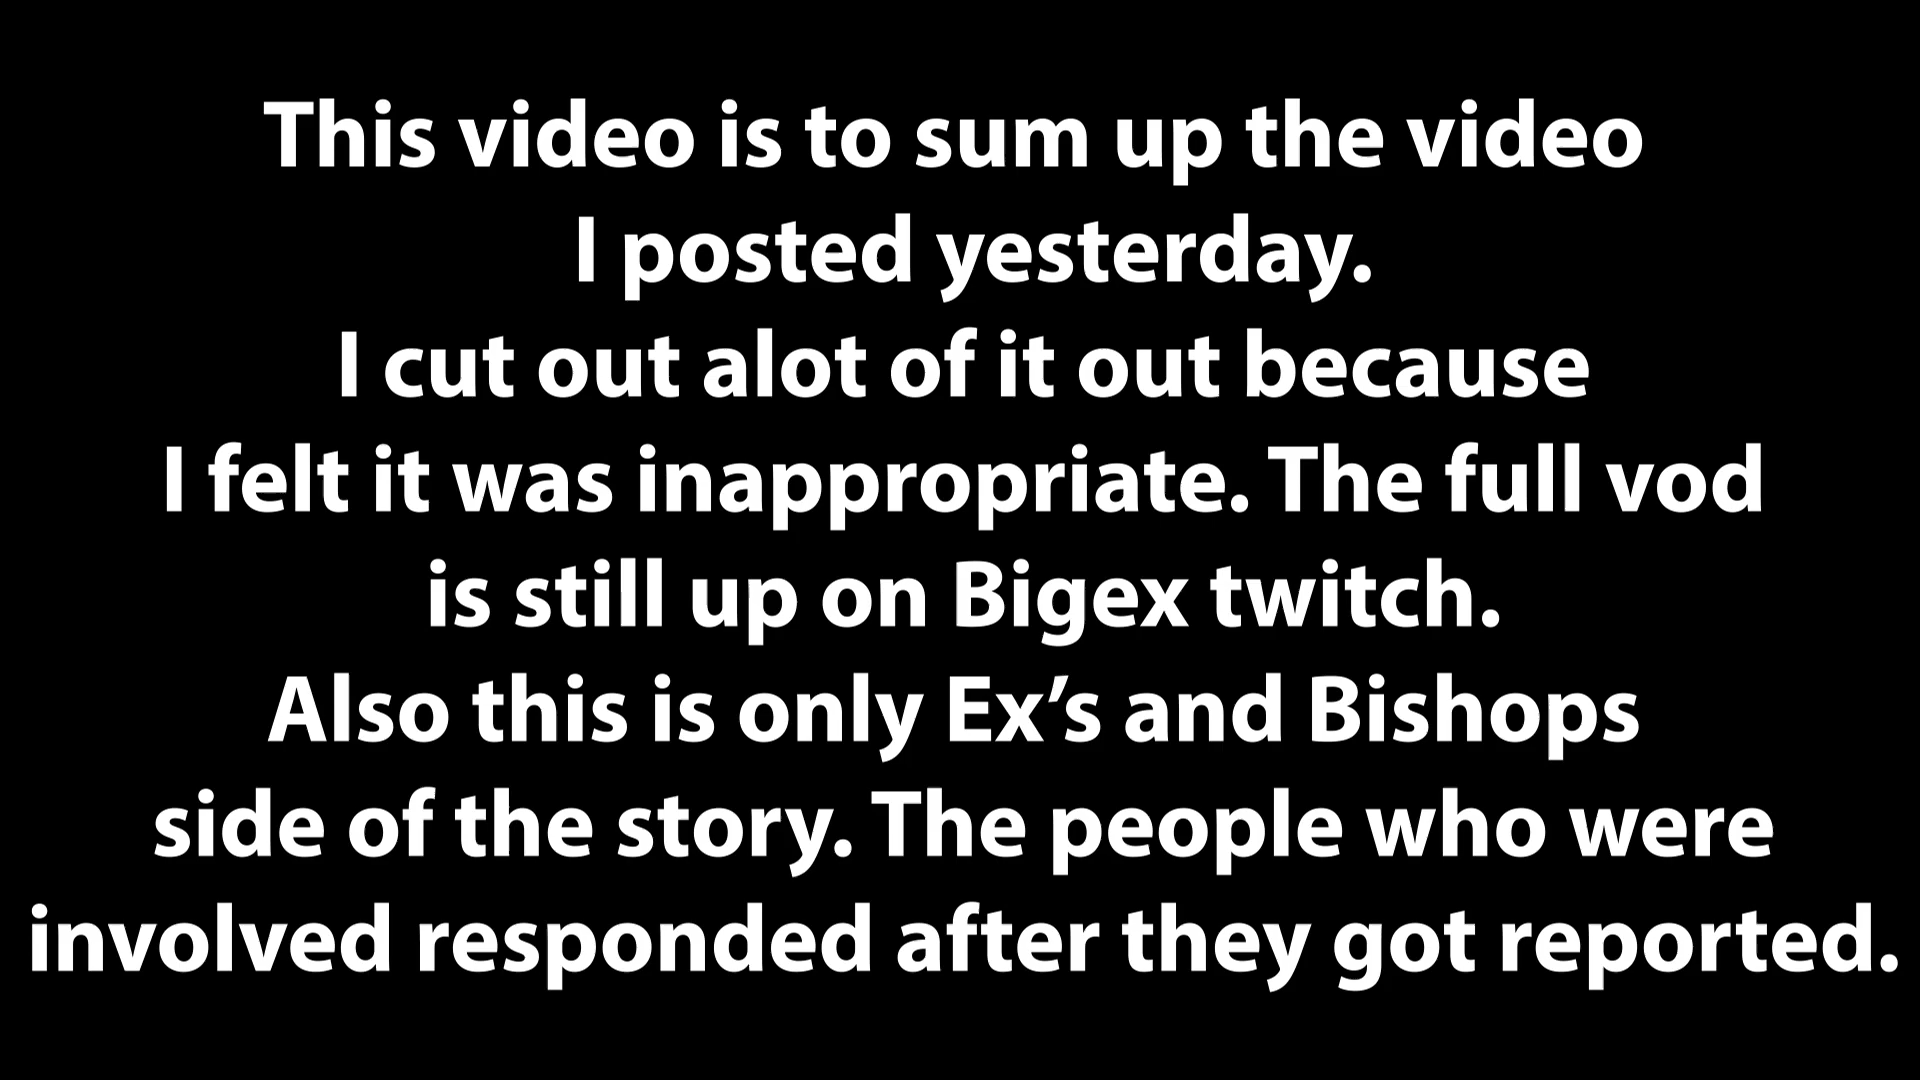 This video is to sum up the video
I posted yesterday.
I cut out alot of it out because
I felt it was inappropriate. The full vod
is still up on Bigex twitch.
Also this is only Ex’s and Bishops
side of the story. The people who were
involved responded after they got reported.